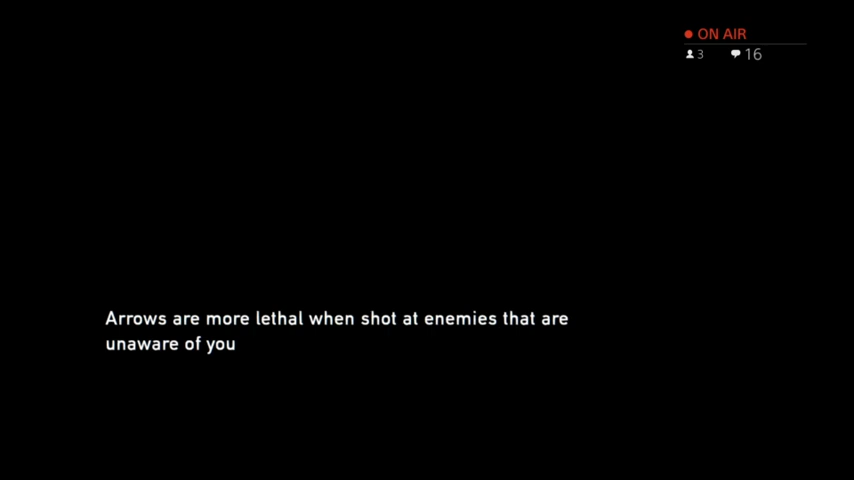 ON AIR
3 16
Arrows are more lethal when shot at enemies that are
unaware of you